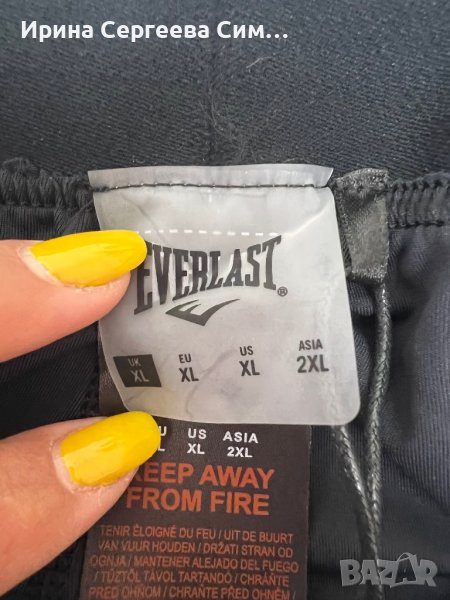 Ирина Сергеева Сим...
EVERLAST®
UK EU US ASIA
XL XL XL 2XL
US ASIA
XL 2XL
KEEP AWAY
FROM FIRE
TENIR ÉLOIGNÉ DU FEU / UIT DE BUURT
VAN VUUR HOUDEN / DRŽATI STRAN OD
OGNJA / MANTENER ALEJADO DEL FUEGO
/ TŰZTŐL TÁVOL TARTANDÓ / CHRÁŇTE
PŘED OHNĚM / CHRÁŇTE PRED OHŇOM /
BAZAR